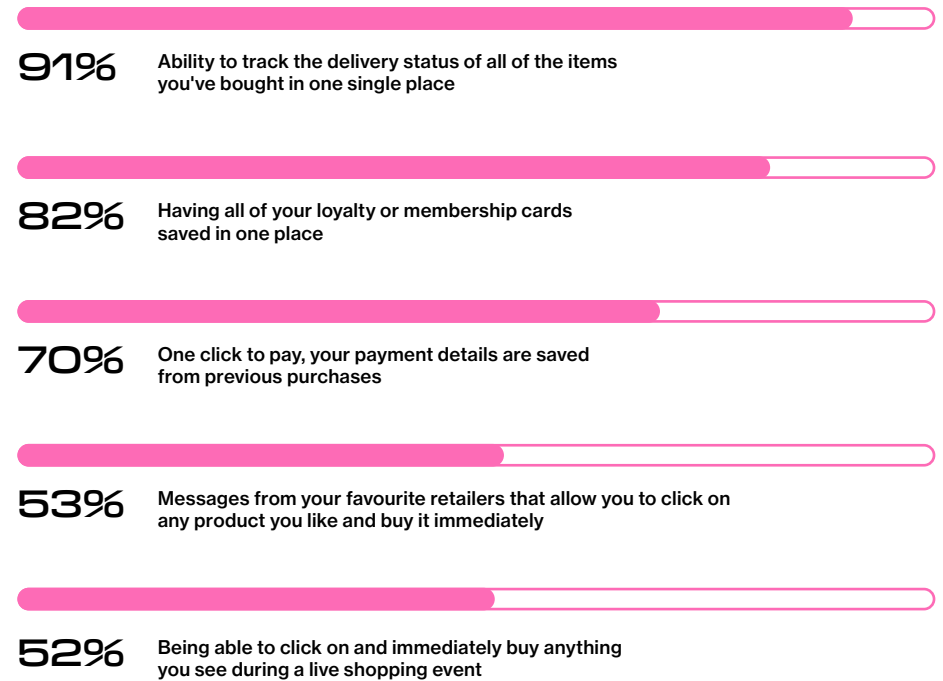 91%
Ability to track the delivery status of all of the items
you've bought in one single place
82%
Having all of your loyalty or membership cards
saved in one place
70%
One click to pay, your payment details are saved
from previous purchases
53%
Messages from your favourite retailers that allow you to click on
any product you like and buy it immediately
52%
Being able to click on and immediately buy anything
you see during a live shopping event